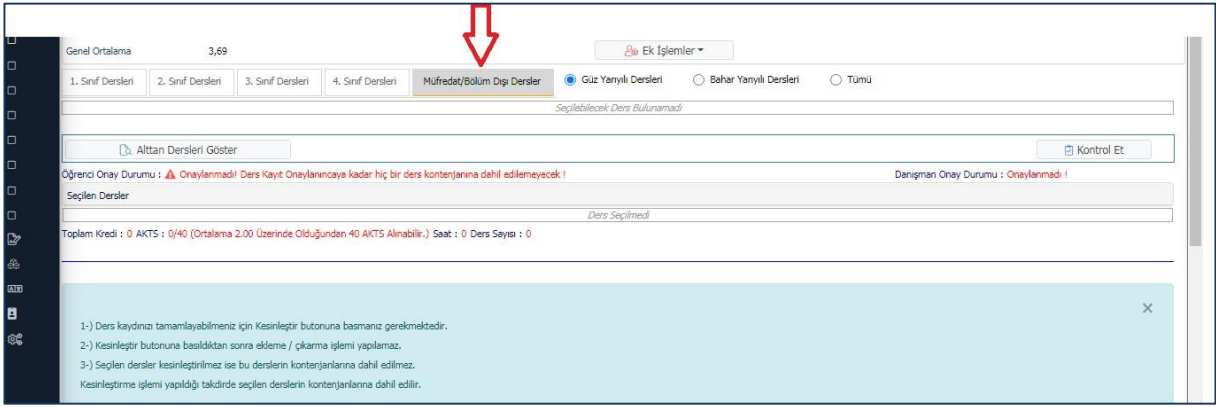 Genel Ortalama 3,69 Ek İşlemler
1. Sınıf Dersleri 2. Sınıf Dersleri 3. Sınıf Dersleri 4. Sınıf Dersleri Müfredat/Bölüm Dışı Dersler Güz Yarıyılı Dersleri Bahar Yarıyılı Dersleri Tümü
Seçilebilecek Ders Bulunamadı
Alttan Dersleri Göster Kontrol Et
Öğrenci Onay Durumu : Onaylanmadı! Ders Kayıt Onaylanıncaya kadar hiç bir ders kontenjanına dahil edilemeyecek ! Danışman Onay Durumu : Onaylanmadı !
Seçilen Dersler
Ders Seçilmedi
Toplam Kredi : 0 AKTS : 0/40 (Ortalama 2.00 Üzerinde Olduğundan 40 AKTS Alınabilir.) Saat : 0 Ders Sayısı : 0
1-) Ders kaydınızı tamamlayabilmeniz için Kesinleştir butonuna basmanız gerekmektedir.
2-) Kesinleştir butonuna basıldıktan sonra ekleme / çıkarma işlemi yapılamaz.
3-) Seçilen dersler kesinleştirilmez ise bu derslerin kontenjanlarına dahil edilmez.
Kesinleştirme işlemi yapıldığı takdirde seçilen derslerin kontenjanlarına dahil edilir.